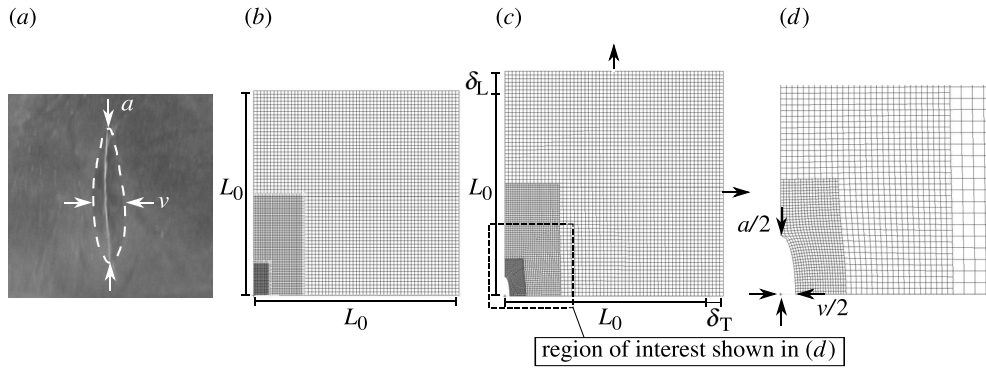 (a)
(b)
(c)
(d)
a
v
L0
L0
δL
L0
L0
δT
a/2
v/2
region of interest shown in (d)